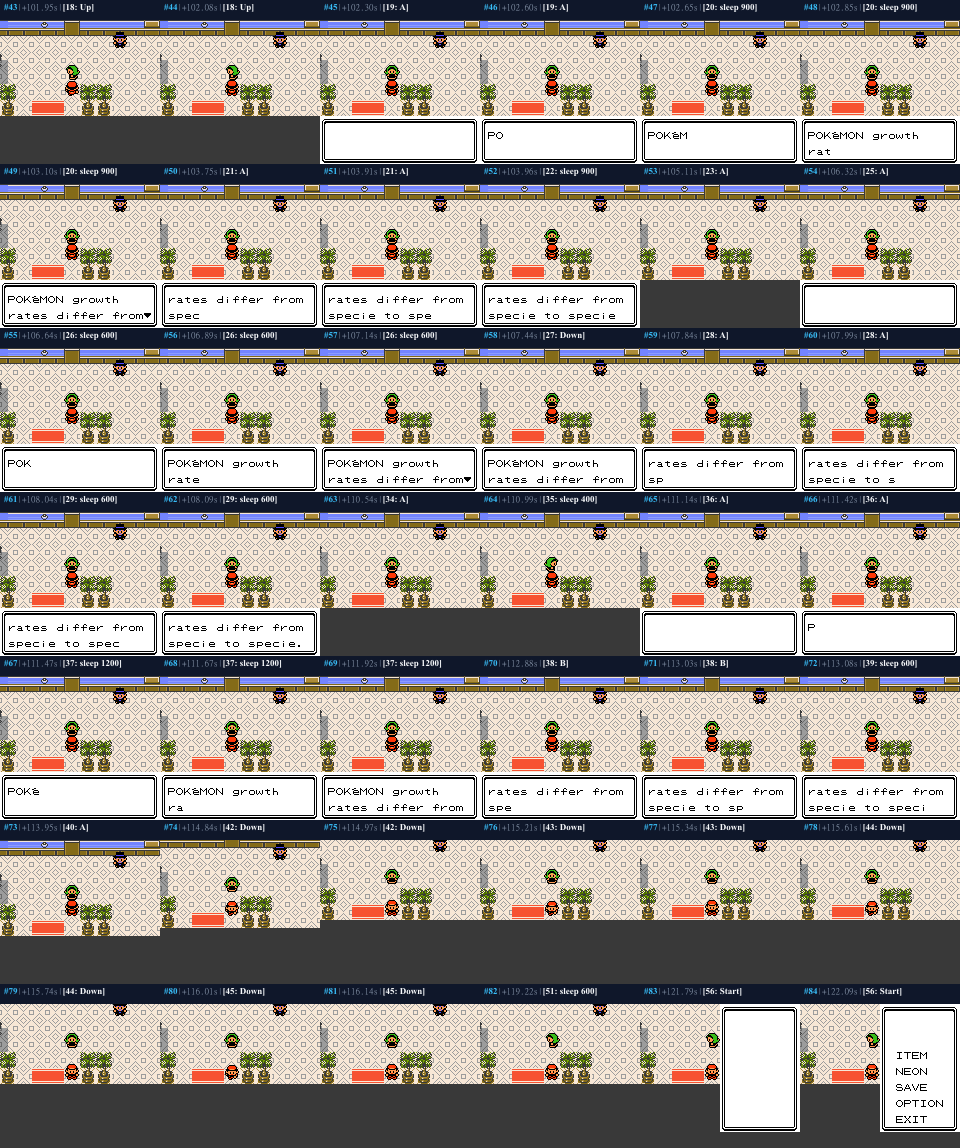 #43|+101.95s|[18: Up]
#44|+102.08s|[18: Up]
#45|+102.30s|[19: A]
#46|+102.60s|[19: A]
#47|+102.65s|[20: sleep 900]
#48|+102.85s|[20: sleep 900]
PO
POKéM
POKéMON growth
rat
#49|+103.10s|[20: sleep 900]
#50|+103.75s|[21: A]
#51|+103.91s|[21: A]
#52|+103.96s|[22: sleep 900]
#53|+105.11s|[23: A]
#54|+106.32s|[25: A]
POKéMON growth
rates differ from▼
rates differ from
spec
rates differ from
specie to spe
rates differ from
specie to specie
#55|+106.64s|[26: sleep 600]
#56|+106.89s|[26: sleep 600]
#57|+107.14s|[26: sleep 600]
#58|+107.44s|[27: Down]
#59|+107.84s|[28: A]
#60|+107.99s|[28: A]
POK
POKéMON growth
rate
POKéMON growth
rates differ from▼
POKéMON growth
rates differ from
rates differ from
sp
rates differ from
specie to s
#61|+108.04s|[29: sleep 600]
#62|+108.09s|[29: sleep 600]
#63|+110.54s|[34: A]
#64|+110.99s|[35: sleep 400]
#65|+111.14s|[36: A]
#66|+111.42s|[36: A]
rates differ from
specie to spec
rates differ from
specie to specie.
P
#67|+111.47s|[37: sleep 1200]
#68|+111.67s|[37: sleep 1200]
#69|+111.92s|[37: sleep 1200]
#70|+112.88s|[38: B]
#71|+113.03s|[38: B]
#72|+113.08s|[39: sleep 600]
POKé
POKéMON growth
ra
POKéMON growth
rates differ from
rates differ from
spe
rates differ from
specie to sp
rates differ from
specie to speci
#73|+113.95s|[40: A]
#74|+114.84s|[42: Down]
#75|+114.97s|[42: Down]
#76|+115.21s|[43: Down]
#77|+115.34s|[43: Down]
#78|+115.61s|[44: Down]
#79|+115.74s|[44: Down]
#80|+116.01s|[45: Down]
#81|+116.14s|[45: Down]
#82|+119.22s|[51: sleep 600]
#83|+121.79s|[56: Start]
#84|+122.09s|[56: Start]
ITEM
NEON
SAVE
OPTION
EXIT